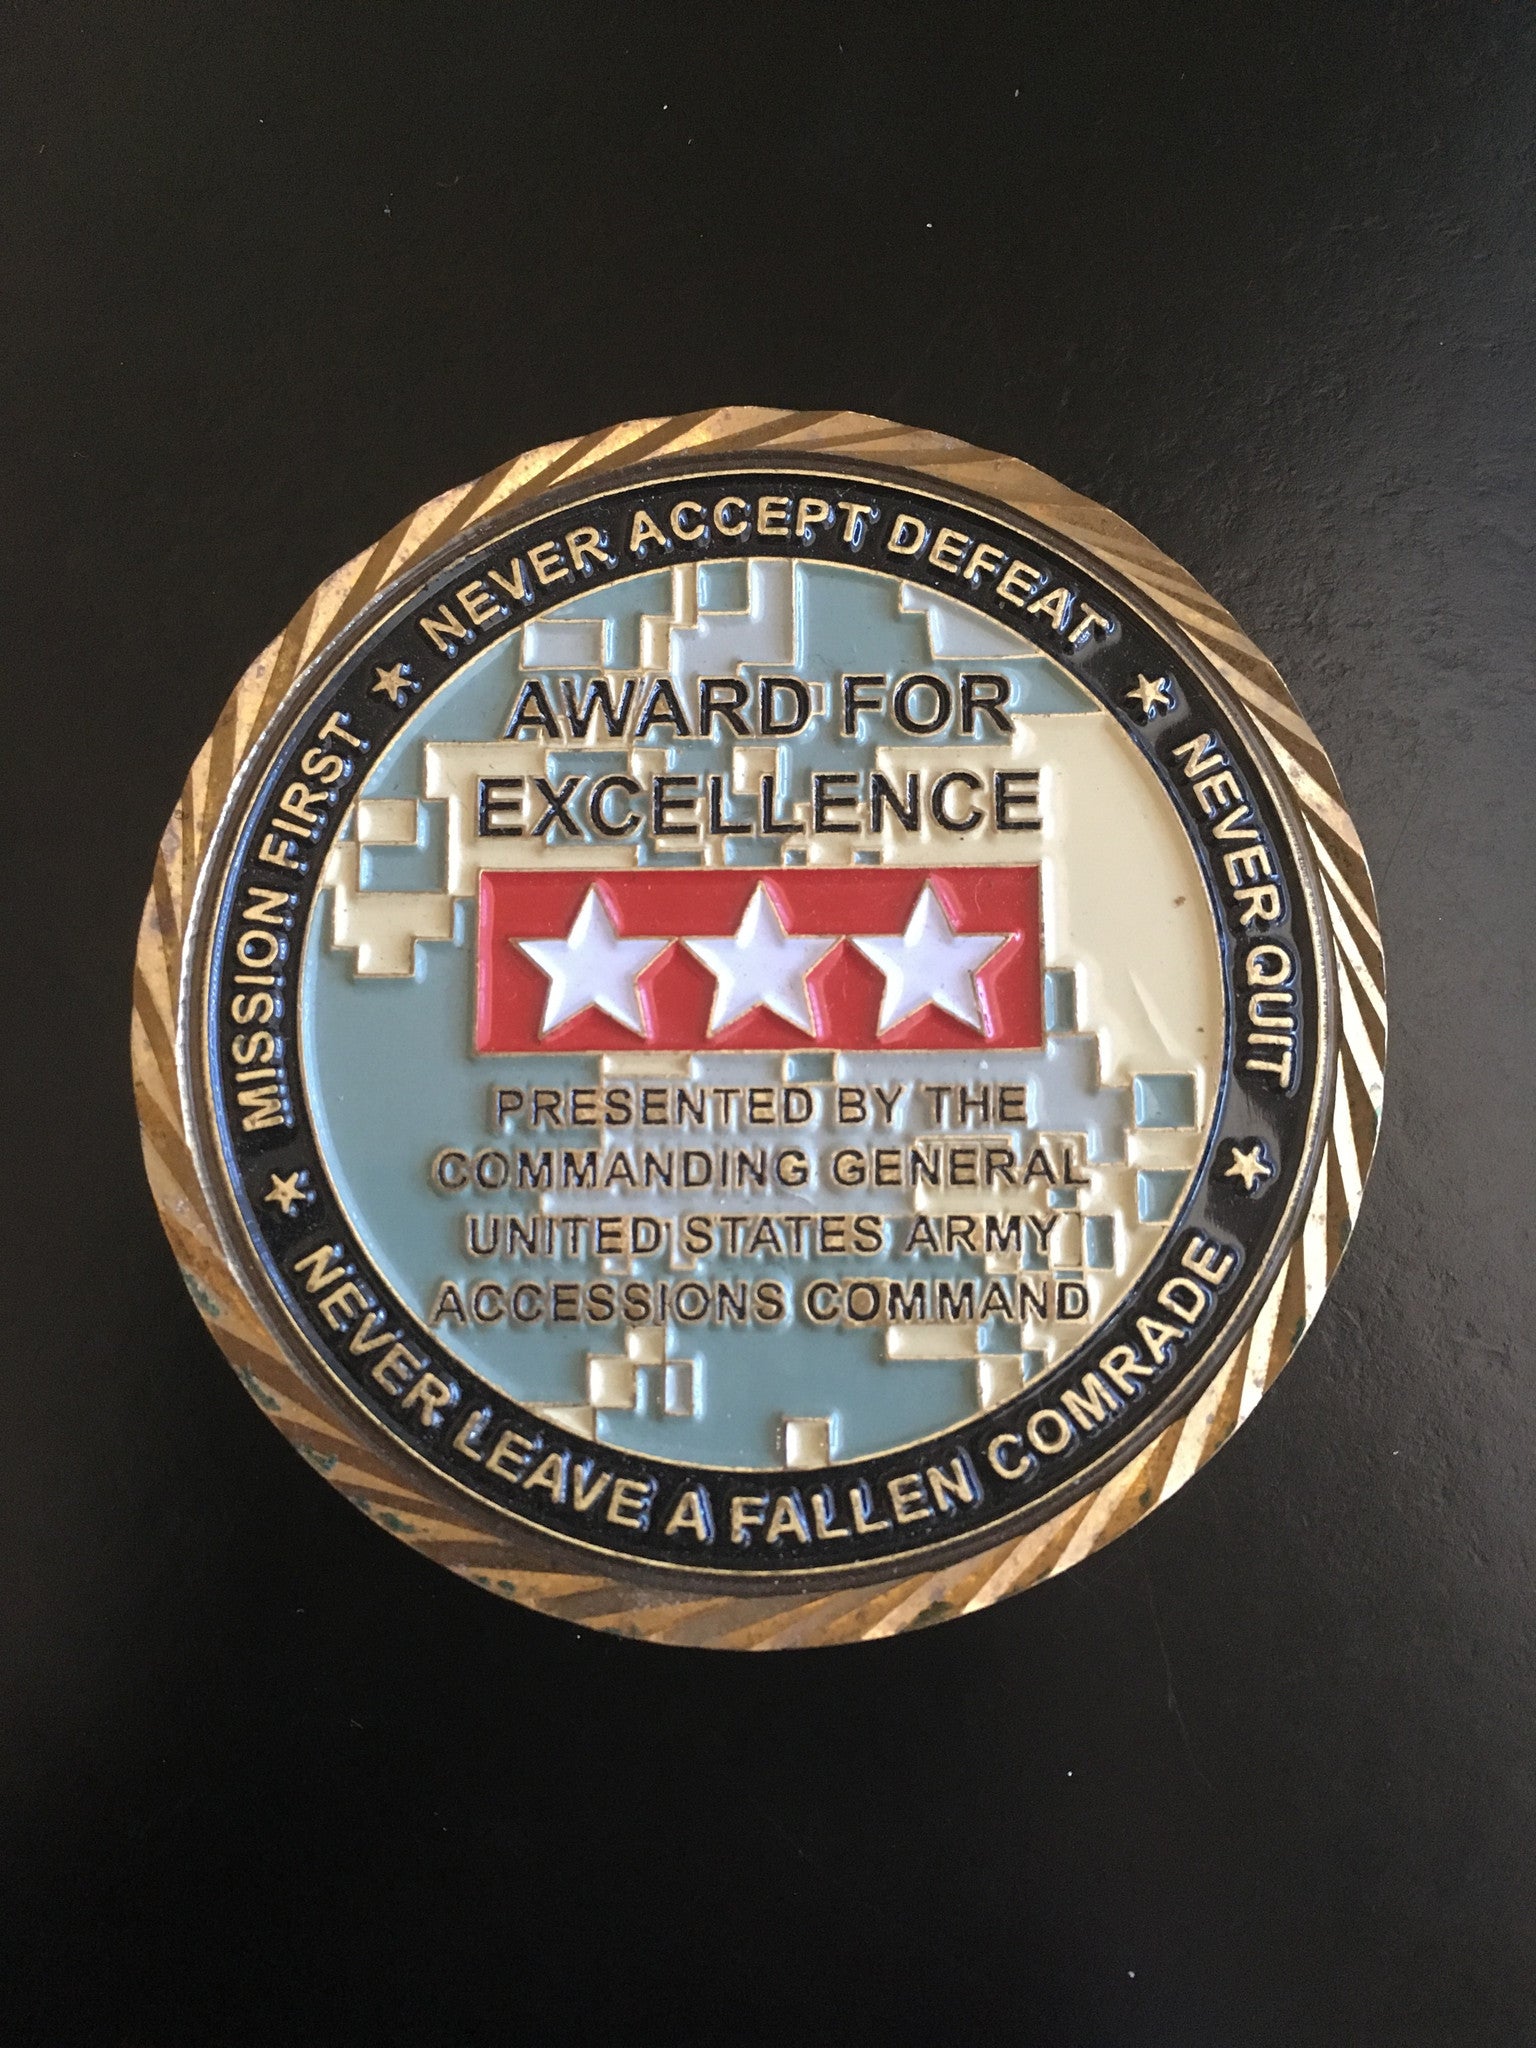 MISSION FIRST
NEVER ACCEPT DEFEAT
NEVER QUIT
NEVER LEAVE A FALLEN COMRADE
AWARD FOR
EXCELLENCE
PRESENTED BY THE
COMMANDING GENERAL
UNITED STATES ARMY
ACCESSIONS COMMAND